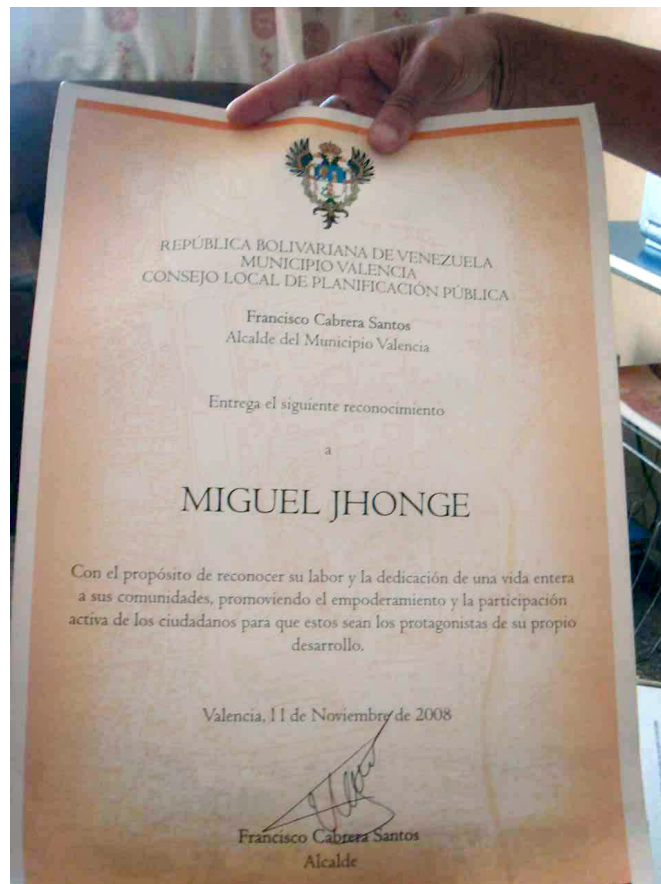 REPÚBLICA BOLIVARIANA DE VENEZUELA
MUNICIPIO VALENCIA
CONSEJO LOCAL DE PLANIFICACIÓN PÚBLICA
Francisco Cabrera Santos
Alcalde del Municipio Valencia
Entrega el siguiente reconocimiento
a
MIGUEL JHONGE
Con el propósito de reconocer su labor y la dedicación de una vida entera
a sus comunidades, promoviendo el empoderamiento y la participación
activa de los ciudadanos para que estos sean los protagonistas de su propio
desarrollo.
Valencia, 11 de Noviembre de 2008
Francisco Cabrera Santos
Alcalde